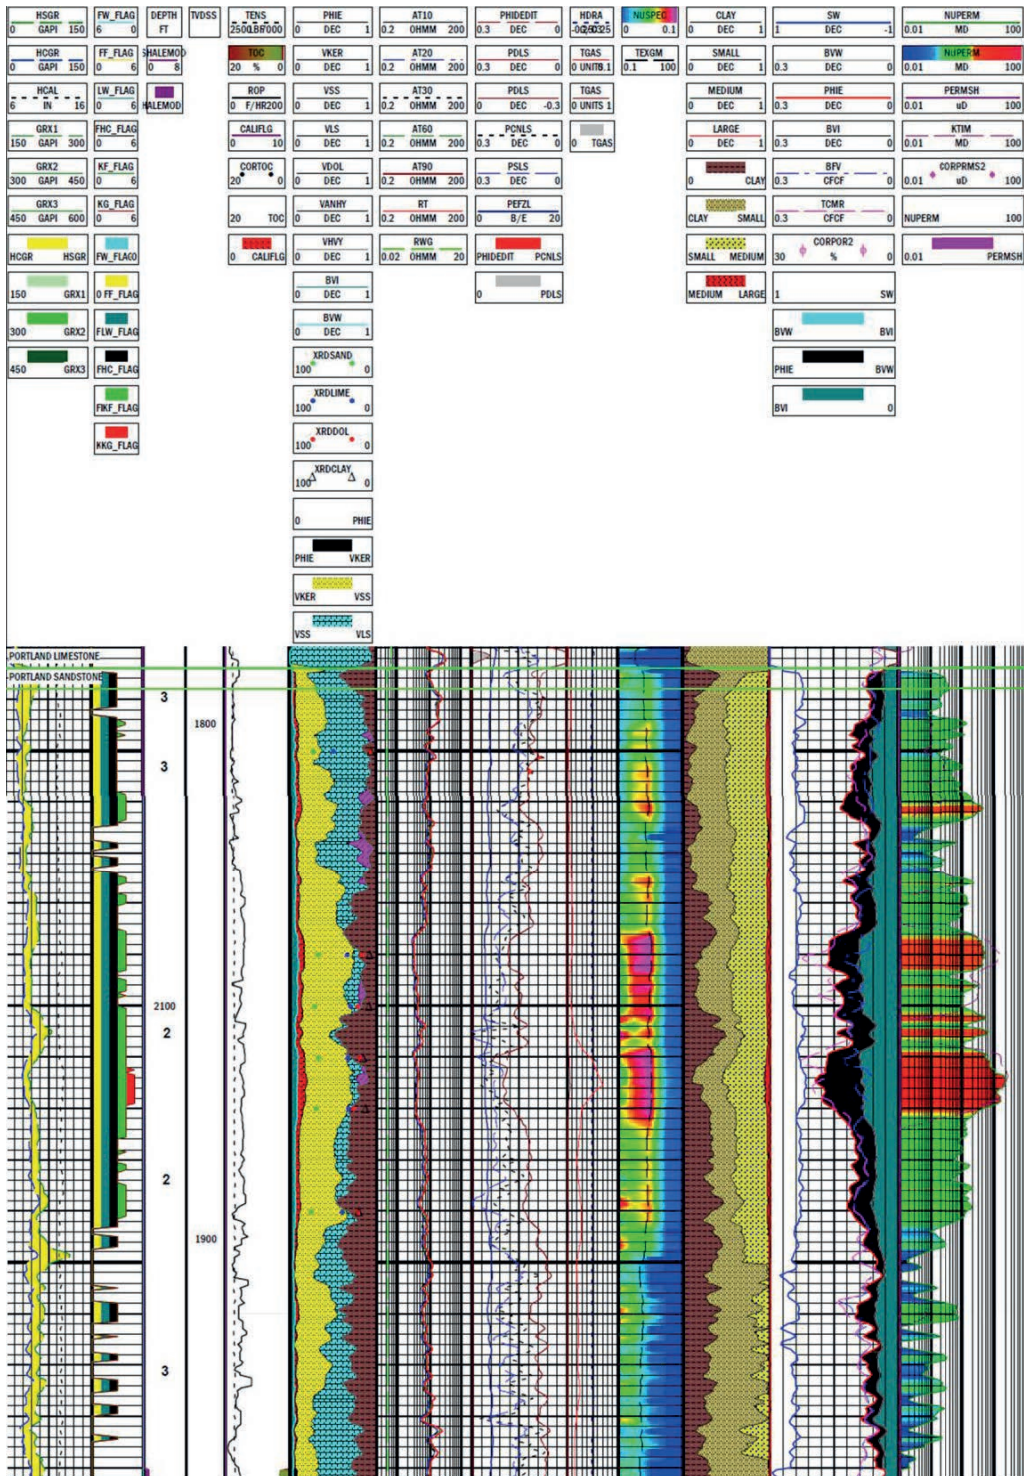 HSGR
0 GAPI 150
HCGR
0 GAPI 150
HCAL
6 IN 16
GRX1
150 GAPI 300
GRX2
300 GAPI 450
GRX3
450 GAPI 600
HCGR HSGR
150 GRX1
300 GRX2
450 GRX3
FW_FLAG
6 0
FF_FLAG
0 6
LW_FLAG
0 6
FHC_FLAG
0 6
KF_FLAG
0 6
KG_FLAG
0 6
FW_FLAG0
0 FF_FLAG
FLW_FLAG
FHC_FLAG
FIKF_FLAG
KKG_FLAG
DEPTH
FT
SHALEMOD
0 8
HALEMOD
TVDSS
TENS
2500 LBF 000
TOC
20 % 0
ROP
0 F/HR200
CALIFLG
0 10
CORTOC
20 0
20 TOC
0 CALIFLG
PHIE
0 DEC 1
VKER
0 DEC 1
VSS
0 DEC 1
VLS
0 DEC 1
VDOL
0 DEC 1
VANHY
0 DEC 1
VHVY
0 DEC 1
BVI
0 DEC 1
BVW
0 DEC 1
XRDSAND
100 0
XRDLIME
100 0
XRDDOL
100 0
XRDCLAY
100 0
0 PHIE
PHIE VKER
VKER VSS
VSS VLS
AT10
0.2 OHMM 200
AT20
0.2 OHMM 200
AT30
0.2 OHMM 200
AT60
0.2 OHMM 200
AT90
0.2 OHMM 200
RT
0.2 OHMM 200
RWG
0.02 OHMM 20
PHIDEDIT
0.3 DEC 0
PDLS
0.3 DEC 0
PDLS
0.3 DEC -0.3
PCNLS
0.3 DEC 0
PSLS
0.3 DEC 0
PEFZL
0 B/E 20
PHIDEDIT PCNLS
0 PDLS
HDRA
TGAS
0 UNITS 0.1
TGAS
0 UNITS 1
0 TGAS
NUSPEC
0 0.1
TEXGM
0.1 100
CLAY
0 DEC 1
SMALL
0 DEC 1
MEDIUM
0 DEC 1
LARGE
0 DEC 1
0 CLAY
CLAY SMALL
SMALL MEDIUM
MEDIUM LARGE
SW
1 DEC -1
BVW
0.3 DEC 0
PHIE
0.3 DEC 0
BVI
0.3 DEC 0
BFV
0.3 CFCF 0
TCMR
0.3 CFCF 0
CORPOR2
30 % 0
1 SW
BVW BVI
PHIE BVW
BVI 0
NUPERM
0.01 MD 100
NUPERM
0.01 MD 100
PERMSH
0.01 uD 100
KTIM
0.01 MD 100
CORPRMS2
0.01 uD 100
NUPERM 100
0.01 PERMSH
PORTLAND LIMESTONE
PORTLAND SANDSTONE
3
1800
3
2100
2
2
1900
3